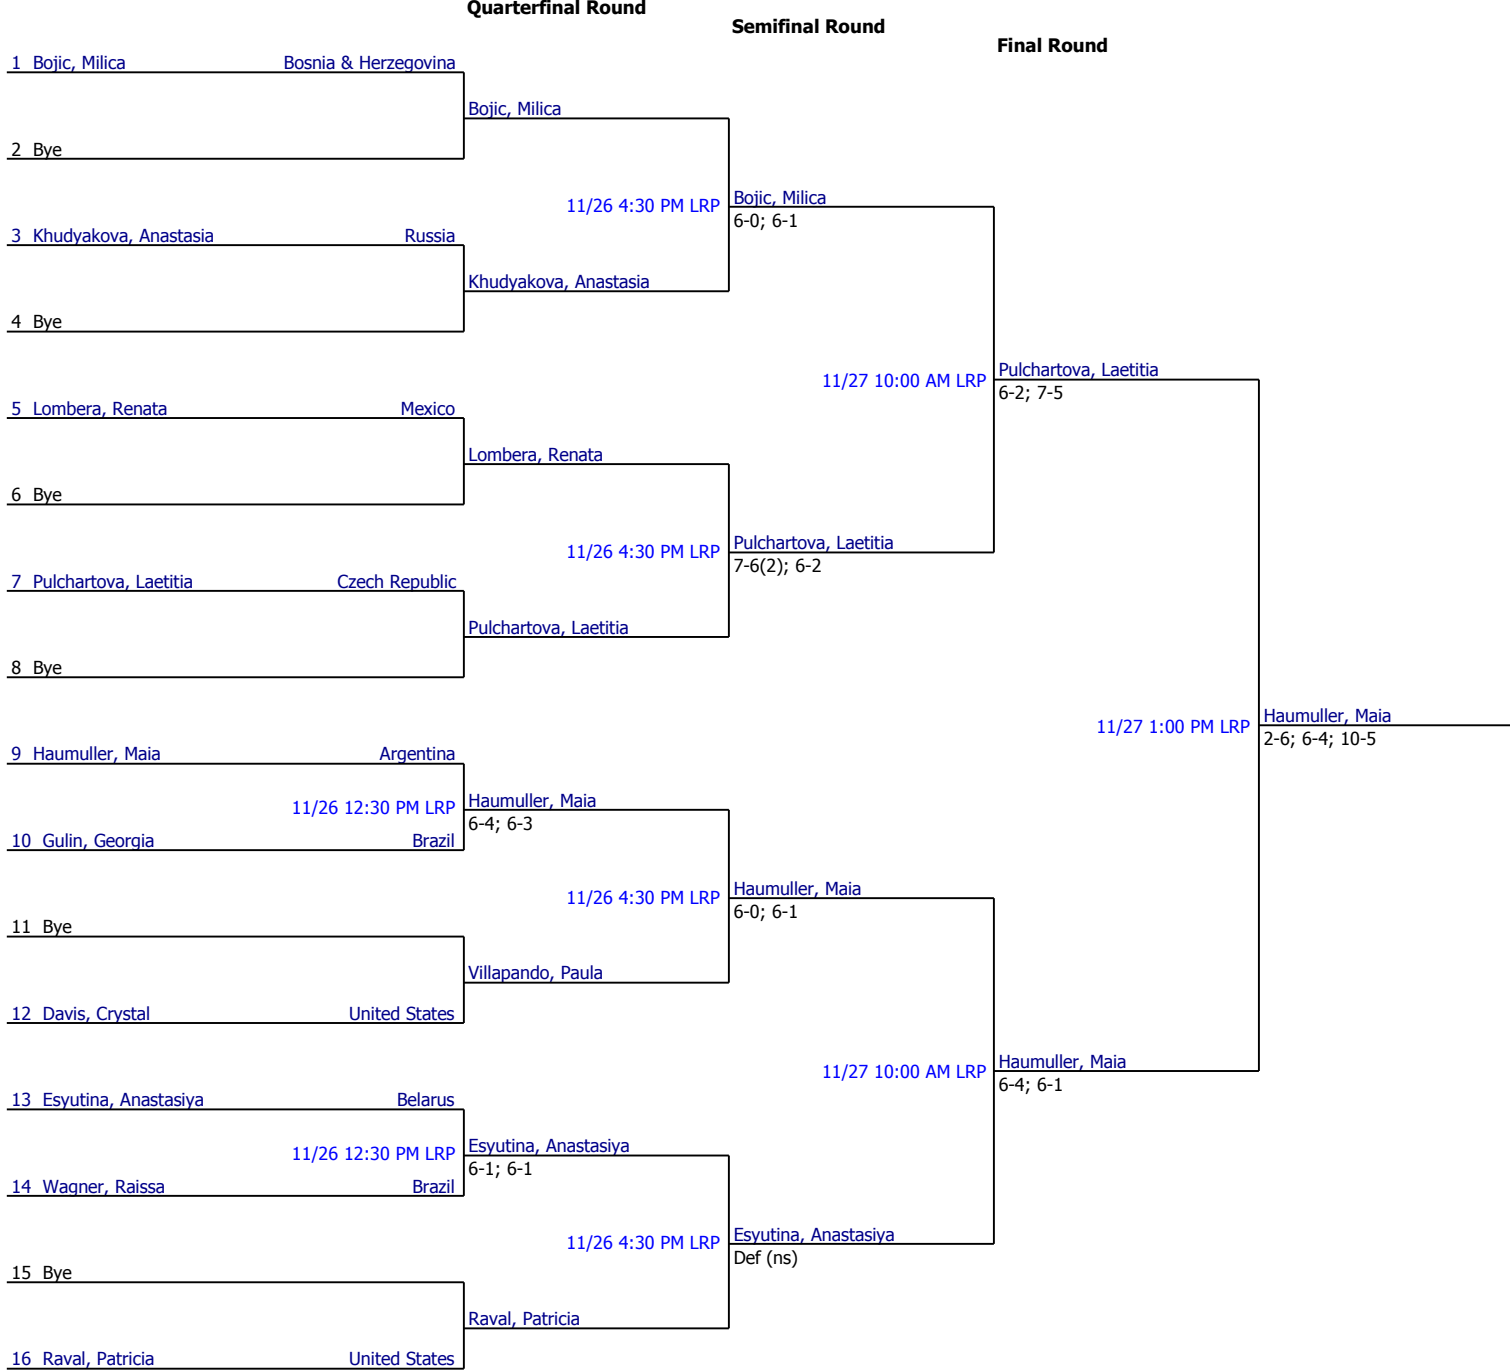 Quarterfinal Round
Semifinal Round
Final Round
1 Bojic, Milica Bosnia & Herzegovina
Bojic, Milica
2 Bye
11/26 4:30 PM LRP Bojic, Milica
6-0; 6-1
3 Khudyakova, Anastasia Russia
Khudyakova, Anastasia
4 Bye
11/27 10:00 AM LRP Pulchartova, Laetitia
6-2; 7-5
5 Lombera, Renata Mexico
Lombera, Renata
6 Bye
11/26 4:30 PM LRP Pulchartova, Laetitia
7-6(2); 6-2
7 Pulchartova, Laetitia Czech Republic
Pulchartova, Laetitia
8 Bye
11/27 1:00 PM LRP Haumuller, Maia
2-6; 6-4; 10-5
9 Haumuller, Maia Argentina
11/26 12:30 PM LRP Haumuller, Maia
6-4; 6-3
10 Gulin, Georgia Brazil
11/26 4:30 PM LRP Haumuller, Maia
6-0; 6-1
11 Bye
Villapando, Paula
12 Davis, Crystal United States
11/27 10:00 AM LRP Haumuller, Maia
6-4; 6-1
13 Esyutina, Anastasiya Belarus
11/26 12:30 PM LRP Esyutina, Anastasiya
6-1; 6-1
14 Wagner, Raissa Brazil
11/26 4:30 PM LRP Esyutina, Anastasiya
Def (ns)
15 Bye
Raval, Patricia
16 Raval, Patricia United States